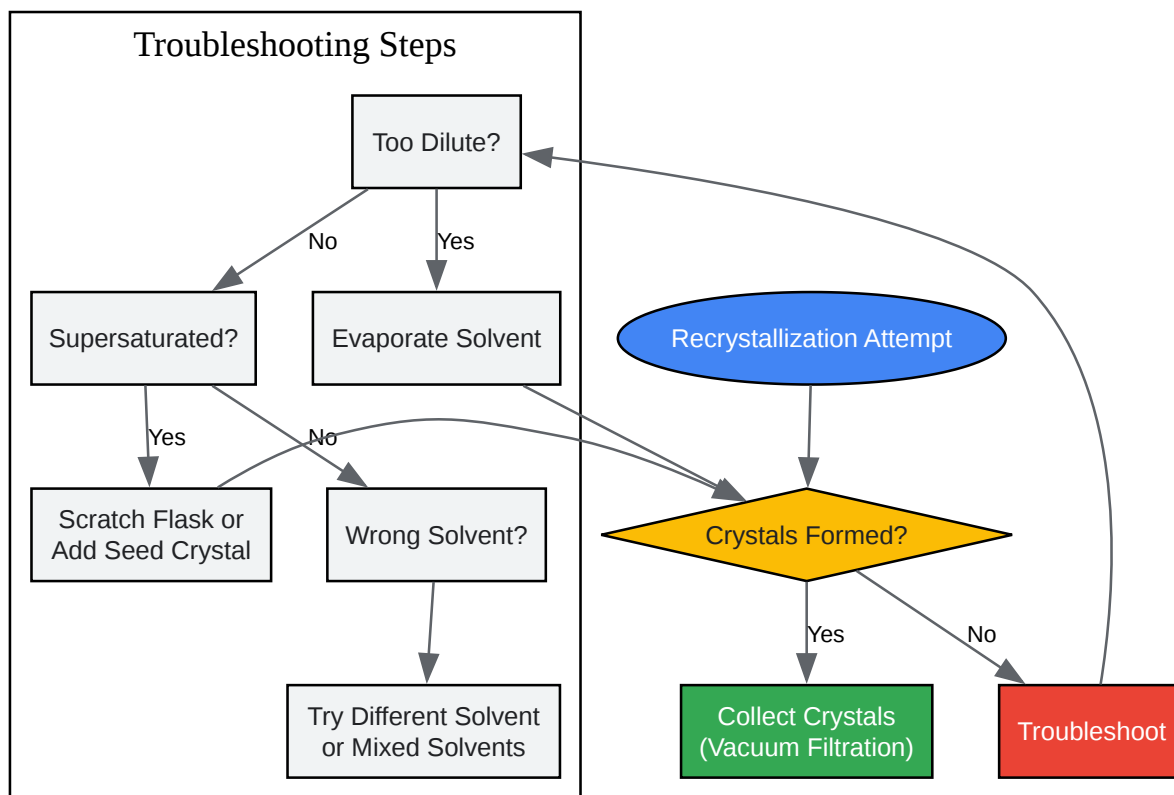 Troubleshooting Steps
Too Dilute?
No
Yes
Supersaturated?
Evaporate Solvent
Recrystallization Attempt
Yes
No
Scratch Flask or
Add Seed Crystal
Wrong Solvent?
Crystals Formed?
Yes
No
Try Different Solvent
or Mixed Solvents
Collect Crystals
(Vacuum Filtration)
Troubleshoot